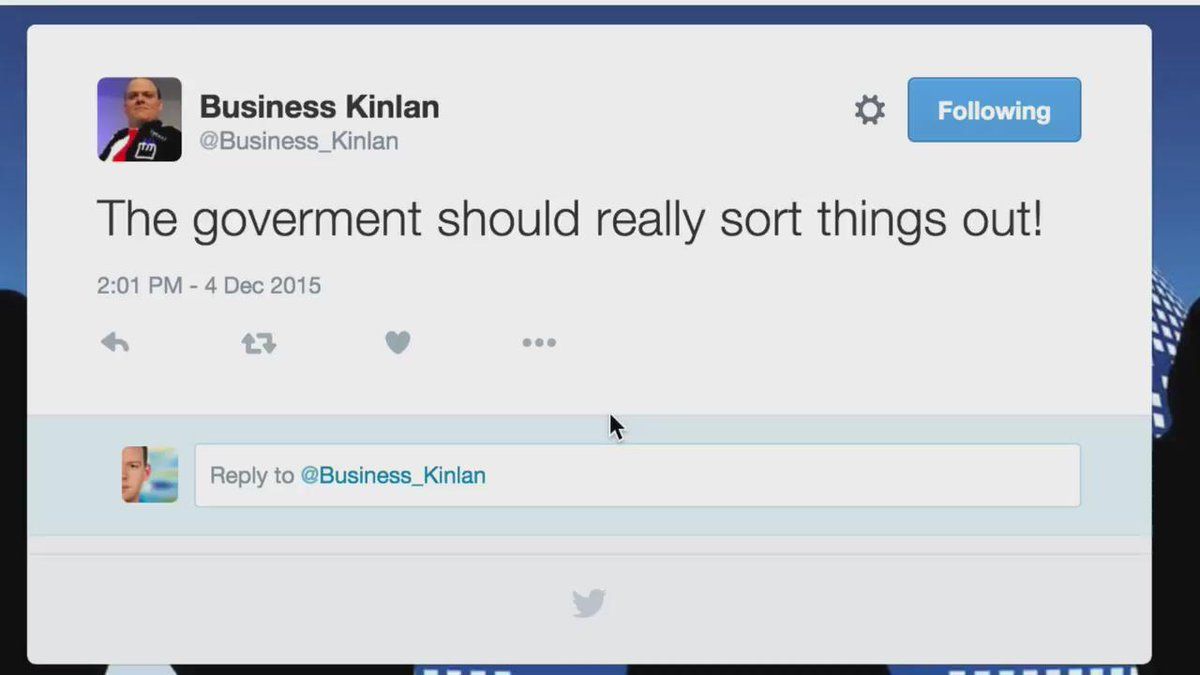 Business Kinlan
@Business_Kinlan
Following
The goverment should really sort things out!
2:01 PM - 4 Dec 2015
Reply to @Business_Kinlan